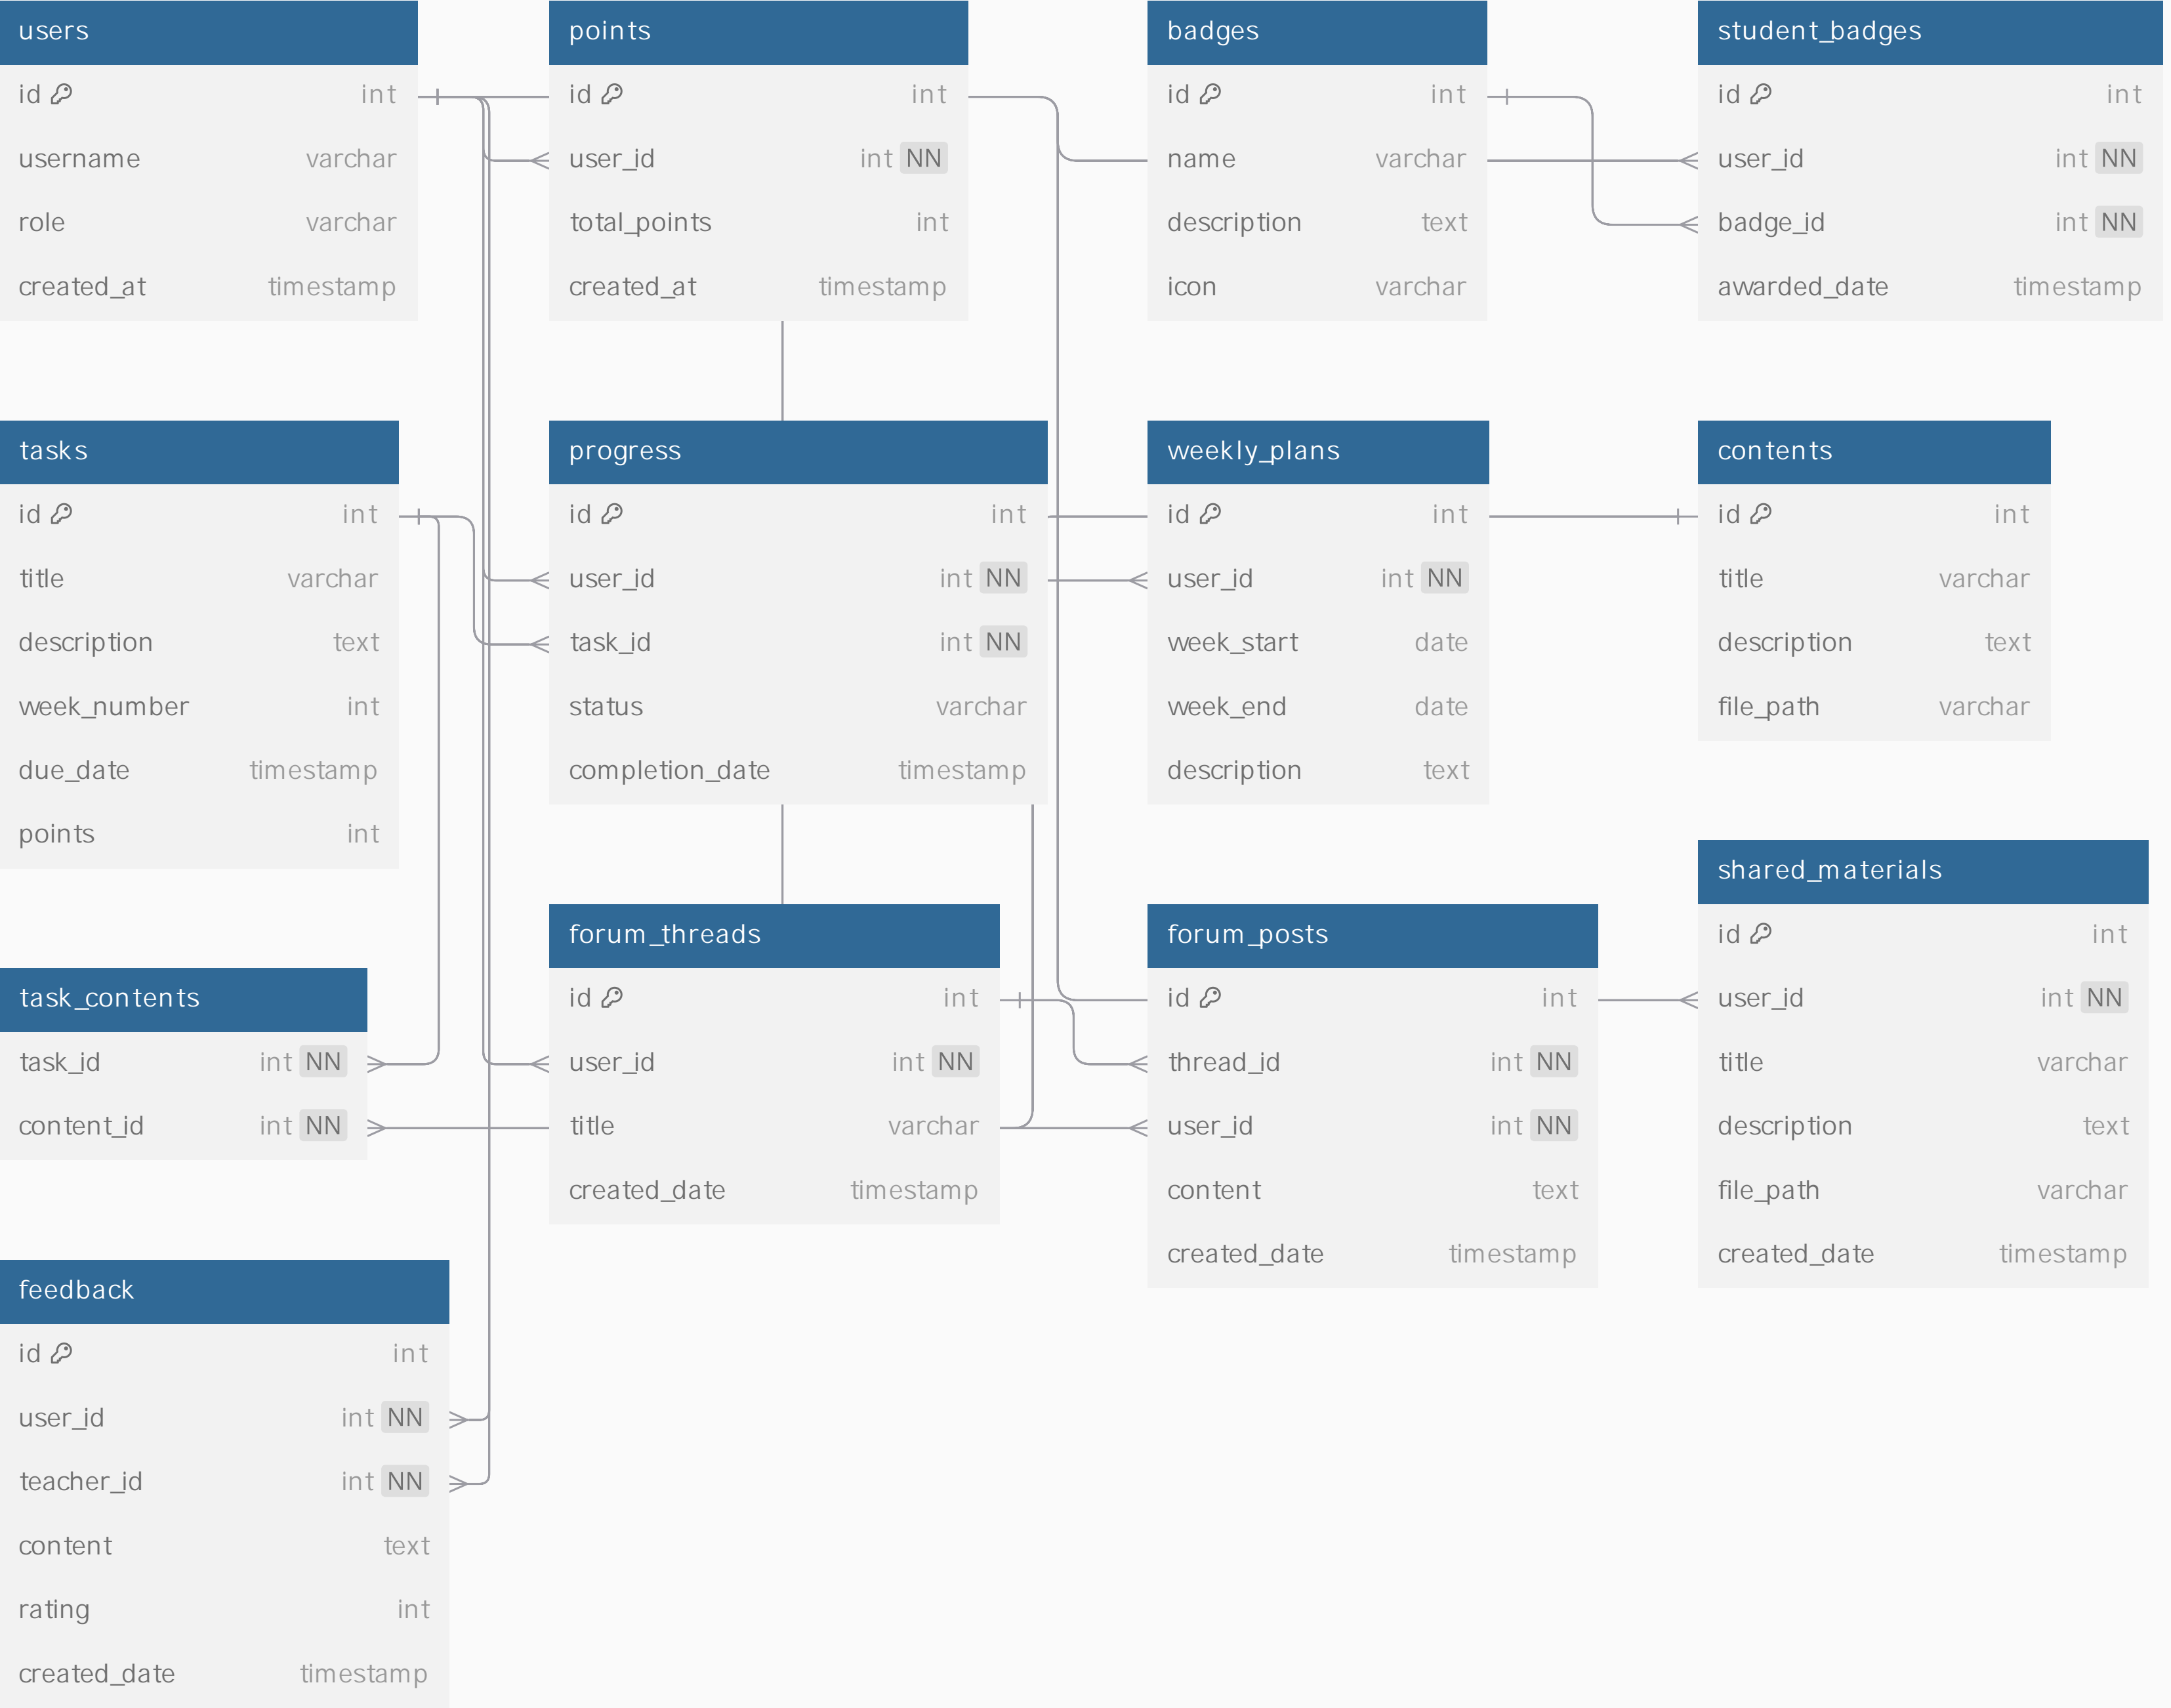 users
id int
username varchar
role varchar
created_at timestamp
points
id int
user_id int NN
total_points int
created_at timestamp
badges
id int
name varchar
description text
icon varchar
student_badges
id int
user_id int NN
badge_id int NN
awarded_date timestamp
tasks
id int
title varchar
description text
week_number int
due_date timestamp
points int
progress
id int
user_id int NN
task_id int NN
status varchar
completion_date timestamp
weekly_plans
id int
user_id int NN
week_start date
week_end date
description text
contents
id int
title varchar
description text
file_path varchar
task_contents
task_id int NN
content_id int NN
forum_threads
id int
user_id int NN
title varchar
created_date timestamp
forum_posts
id int
thread_id int NN
user_id int NN
content text
created_date timestamp
shared_materials
id int
user_id int NN
title varchar
description text
file_path varchar
created_date timestamp
feedback
id int
user_id int NN
teacher_id int NN
content text
rating int
created_date timestamp